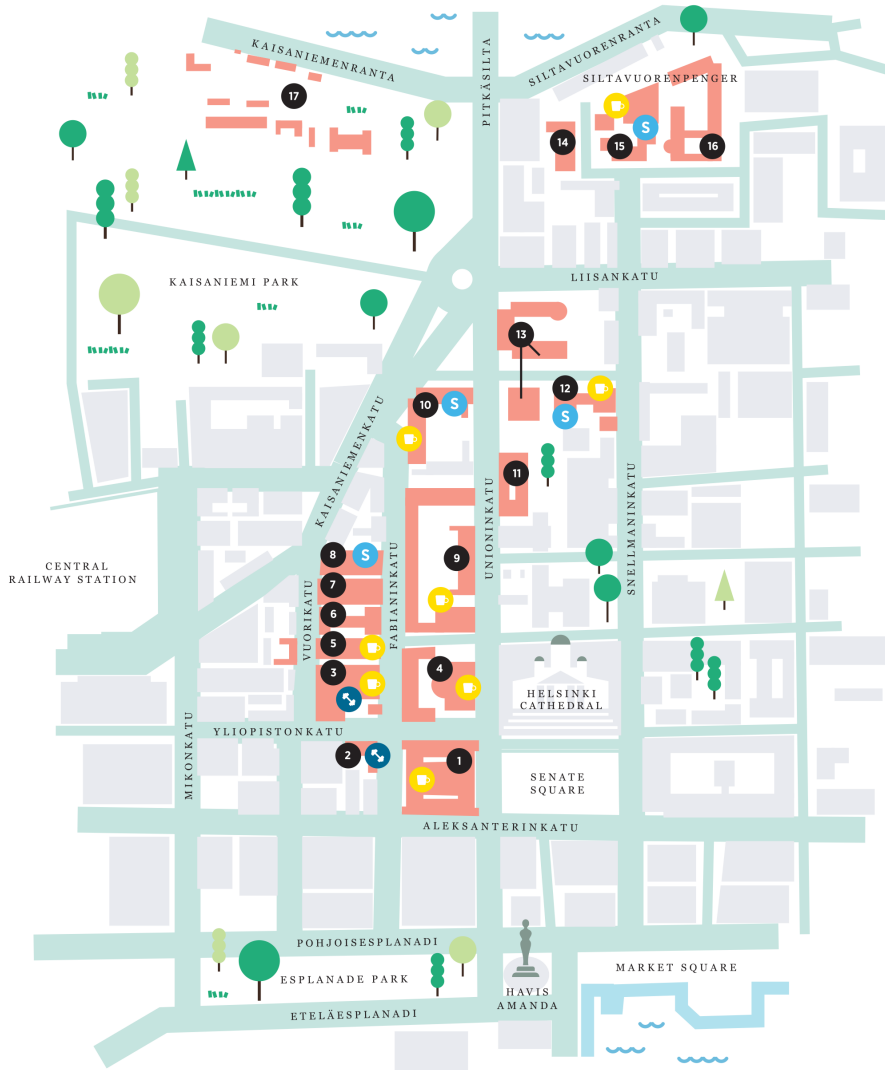 KAISANIEMENRANTA
PITKÄSILTA
SILTAVUORENRANTA
SILTAVUORENPENGER
17
14
15
S
16
KAISANIEMI PARK
LIISANKATU
13
12
S
10
S
11
KAISANIEMENKATU
UNIONINKATU
SNELLMANINKATU
CENTRAL
RAILWAY STATION
VUORIKATU
FABIANINKATU
8
S
9
7
6
5
3
4
HELSINKI
CATHEDRAL
MIKONKATU
YLIOPISTONKATU
2
1
SENATE
SQUARE
ALEKSANTERINKATU
POHJOISESPLANADI
ESPLANADE PARK
MARKET SQUARE
HAVIS
AMANDA
ETELÄESPLANADI